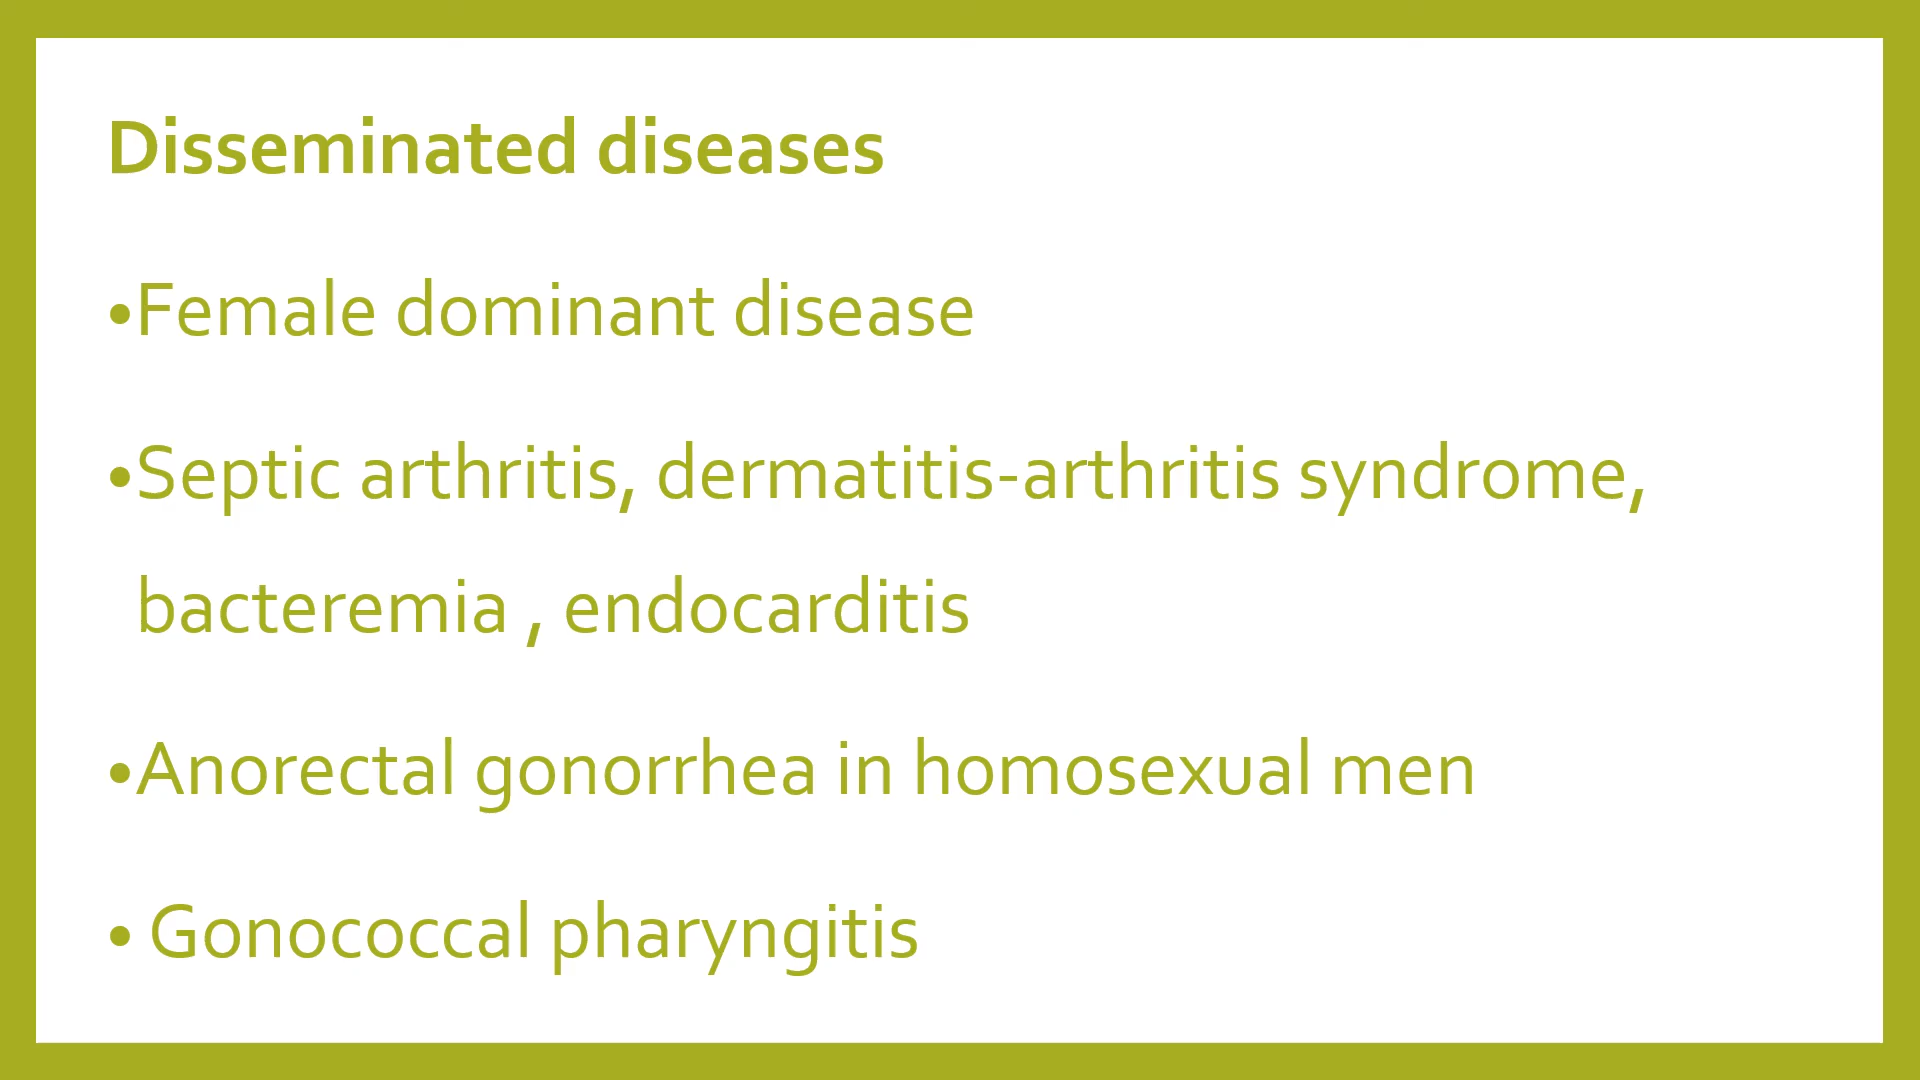 Disseminated diseases
•Female dominant disease
•Septic arthritis, dermatitis-arthritis syndrome,
bacteremia , endocarditis
•Anorectal gonorrhea in homosexual men
• Gonococcal pharyngitis